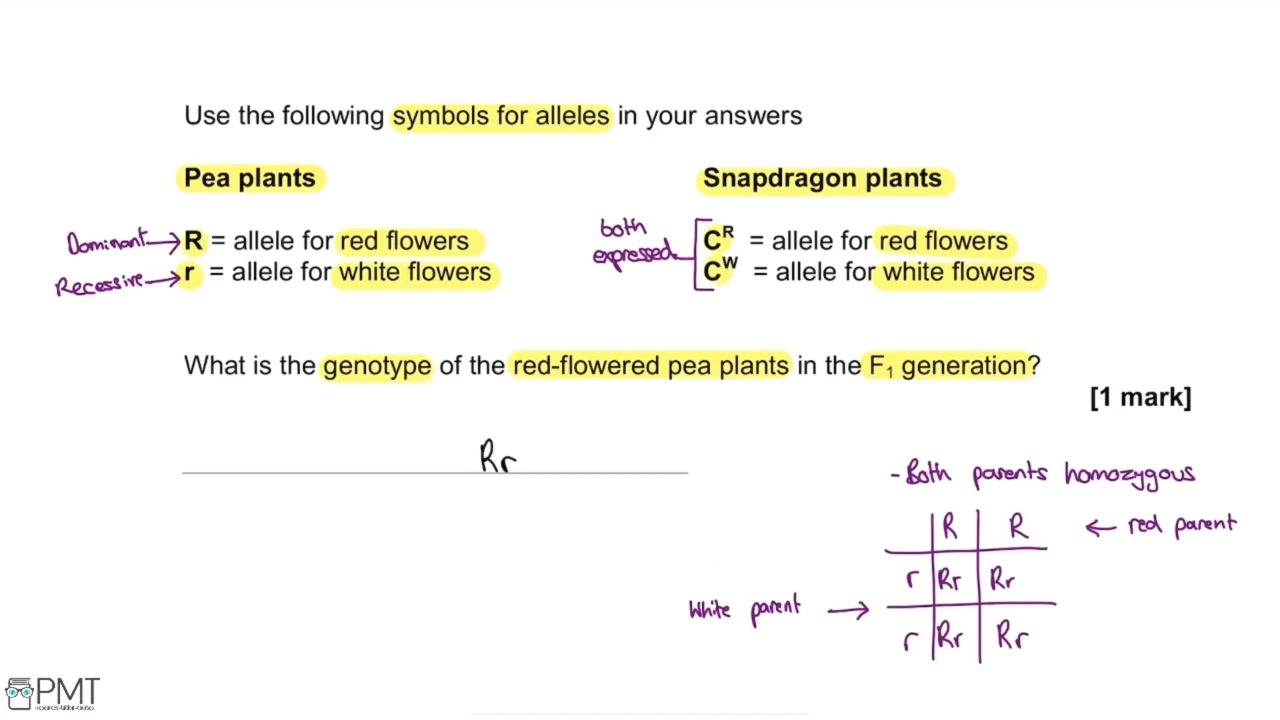 Use the following symbols for alleles in your answers
Pea plants
Snapdragon plants
Dominant → R = allele for red flowers
Recessive → r = allele for white flowers
both
expressed
C^R = allele for red flowers
C^W = allele for white flowers
What is the genotype of the red-flowered pea plants in the F₁ generation?
[1 mark]
Rr
- Both parents homozygous
R R ← red parent
r Rr Rr
White parent →
r Rr Rr
PMT